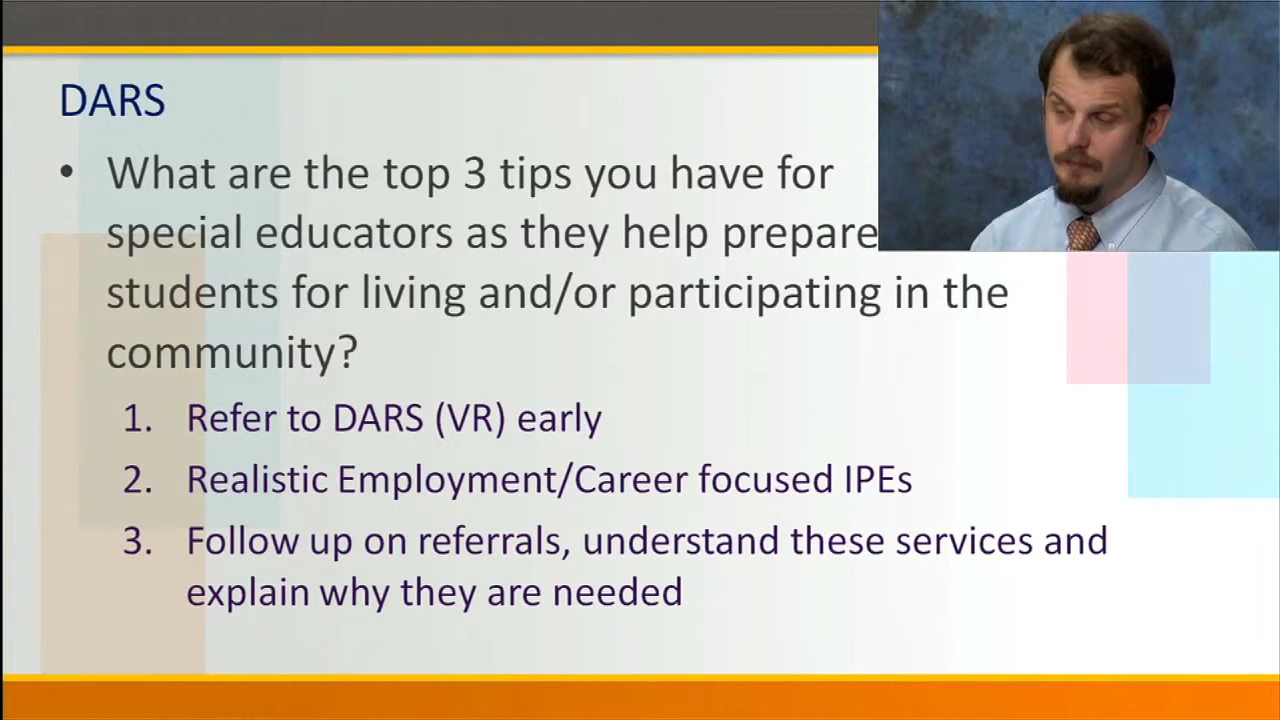 DARS
• What are the top 3 tips you have for
special educators as they help prepare
students for living and/or participating in the
community?
1. Refer to DARS (VR) early
2. Realistic Employment/Career focused IPEs
3. Follow up on referrals, understand these services and
explain why they are needed